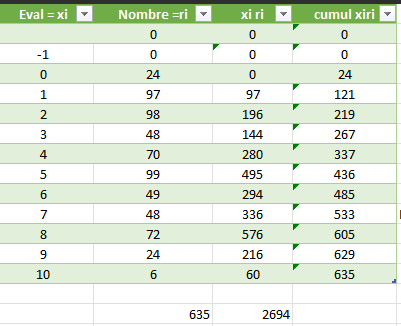 Eval = xi Nombre =ri xi ri cumul xiri
0 0 0
-1 0 0 0
0 24 0 24
1 97 97 121
2 98 196 219
3 48 144 267
4 70 280 337
5 99 495 436
6 49 294 485
7 48 336 533
8 72 576 605
9 24 216 629
10 6 60 635
635 2694